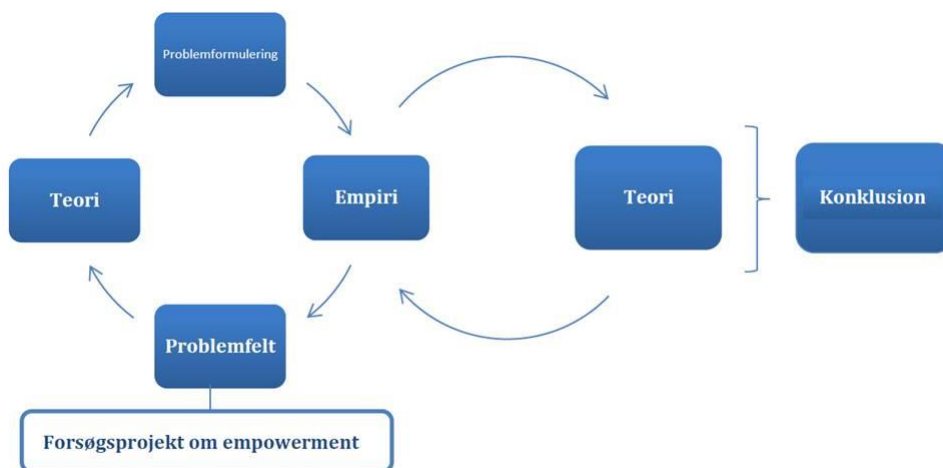 Problemformulering
Teori
Empiri
Teori
Konklusion
Problemfelt
Forsøgsprojekt om empowerment